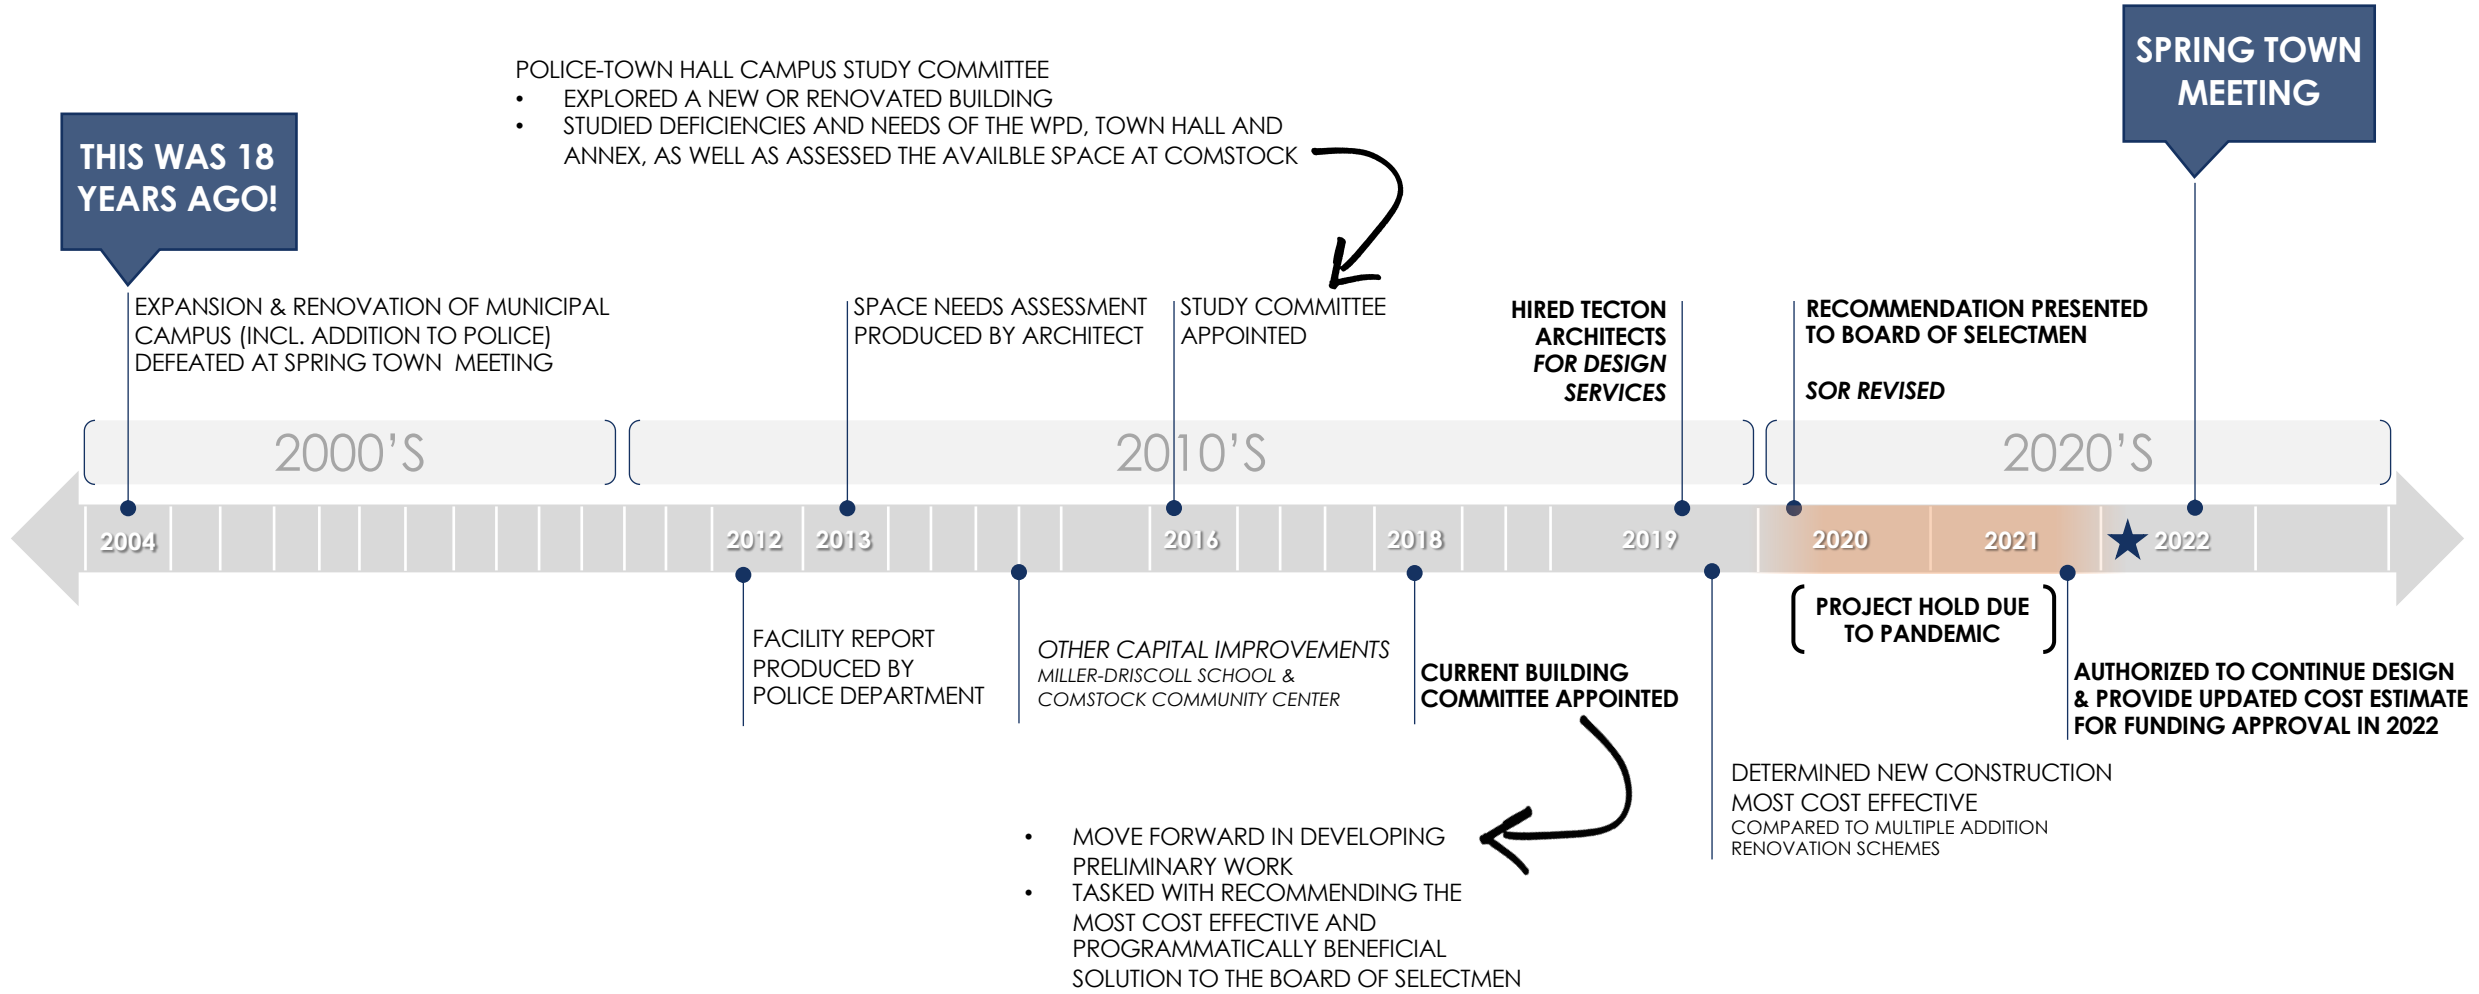 THIS WAS 18
YEARS AGO!
POLICE-TOWN HALL CAMPUS STUDY COMMITTEE
• EXPLORED A NEW OR RENOVATED BUILDING
• STUDIED DEFICIENCIES AND NEEDS OF THE WPD, TOWN HALL AND
ANNEX, AS WELL AS ASSESSED THE AVAILBLE SPACE AT COMSTOCK
SPRING TOWN
MEETING
EXPANSION & RENOVATION OF MUNICIPAL
CAMPUS (INCL. ADDITION TO POLICE)
DEFEATED AT SPRING TOWN MEETING
SPACE NEEDS ASSESSMENT
PRODUCED BY ARCHITECT
STUDY COMMITTEE
APPOINTED
HIRED TECTON
ARCHITECTS
FOR DESIGN
SERVICES
RECOMMENDATION PRESENTED
TO BOARD OF SELECTMEN
SOR REVISED
2000'S
2010'S
2020'S
2004
2012
2013
2016
2018
2019
2020
2021
2022
FACILITY REPORT
PRODUCED BY
POLICE DEPARTMENT
OTHER CAPITAL IMPROVEMENTS
MILLER-DRISCOLL SCHOOL &
COMSTOCK COMMUNITY CENTER
CURRENT BUILDING
COMMITTEE APPOINTED
PROJECT HOLD DUE
TO PANDEMIC
AUTHORIZED TO CONTINUE DESIGN
& PROVIDE UPDATED COST ESTIMATE
FOR FUNDING APPROVAL IN 2022
DETERMINED NEW CONSTRUCTION
MOST COST EFFECTIVE
COMPARED TO MULTIPLE ADDITION
RENOVATION SCHEMES
• MOVE FORWARD IN DEVELOPING
PRELIMINARY WORK
• TASKED WITH RECOMMENDING THE
MOST COST EFFECTIVE AND
PROGRAMMATICALLY BENEFICIAL
SOLUTION TO THE BOARD OF SELECTMEN